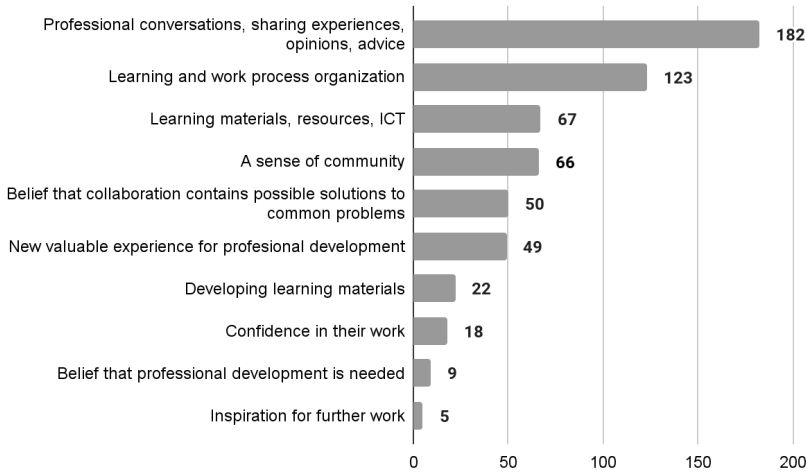 Professional conversations, sharing experiences,
opinions, advice
182
Learning and work process organization
123
Learning materials, resources, ICT
67
A sense of community
66
Belief that collaboration contains possible solutions to
common problems
50
New valuable experience for profesional development
49
Developing learning materials
22
Confidence in their work
18
Belief that professional development is needed
9
Inspiration for further work
5
0 50 100 150 200